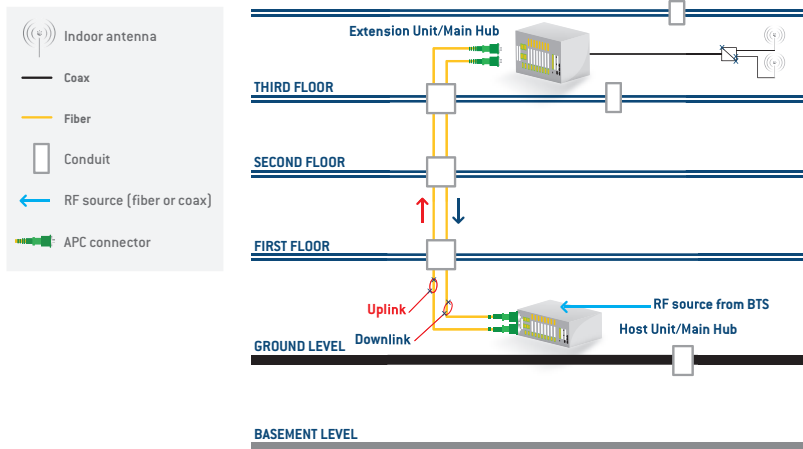 Indoor antenna
Coax
Fiber
Conduit
RF source (fiber or coax)
APC connector
Extension Unit/Main Hub
THIRD FLOOR
SECOND FLOOR
FIRST FLOOR
Uplink
Downlink
RF source from BTS
Host Unit/Main Hub
GROUND LEVEL
BASEMENT LEVEL